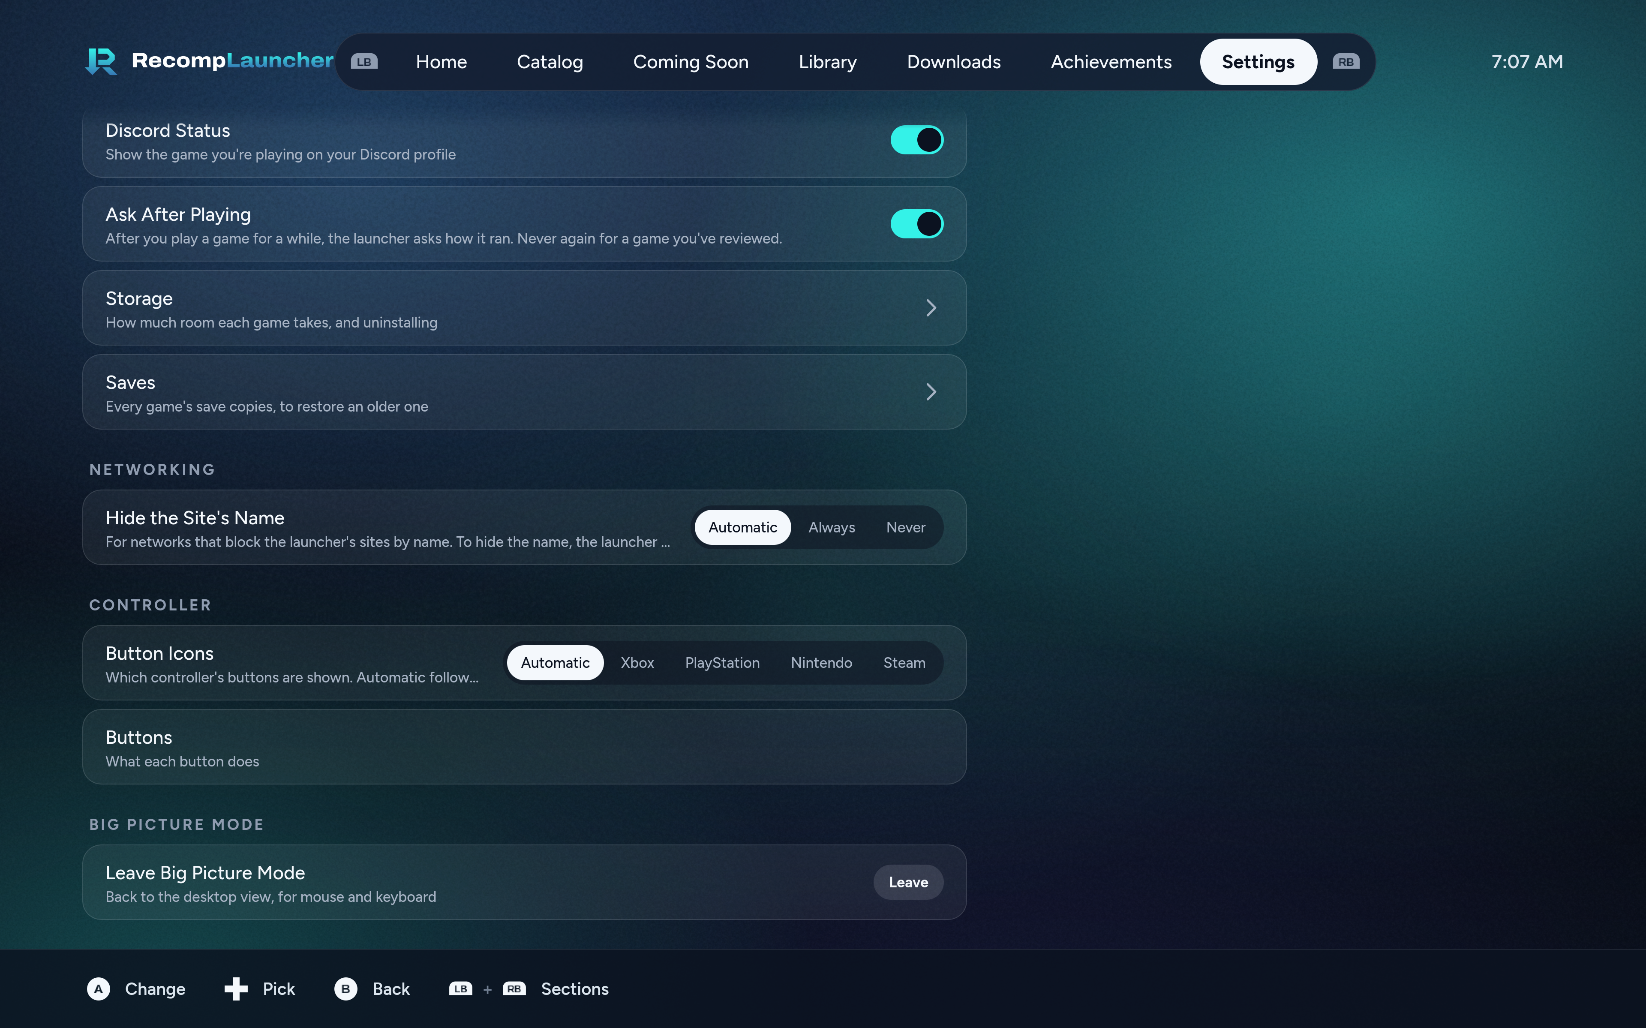 RecompLauncher
LB Home Catalog Coming Soon Library Downloads Achievements Settings RB
7:07 AM
Discord Status
Show the game you're playing on your Discord profile
Ask After Playing
After you play a game for a while, the launcher asks how it ran. Never again for a game you've reviewed.
Storage
How much room each game takes, and uninstalling
Saves
Every game's save copies, to restore an older one
NETWORKING
Hide the Site's Name
For networks that block the launcher's sites by name. To hide the name, the launcher ...
Automatic Always Never
CONTROLLER
Button Icons
Which controller's buttons are shown. Automatic follow...
Automatic Xbox PlayStation Nintendo Steam
Buttons
What each button does
BIG PICTURE MODE
Leave Big Picture Mode
Back to the desktop view, for mouse and keyboard
Leave
A Change Pick B Back LB + RB Sections